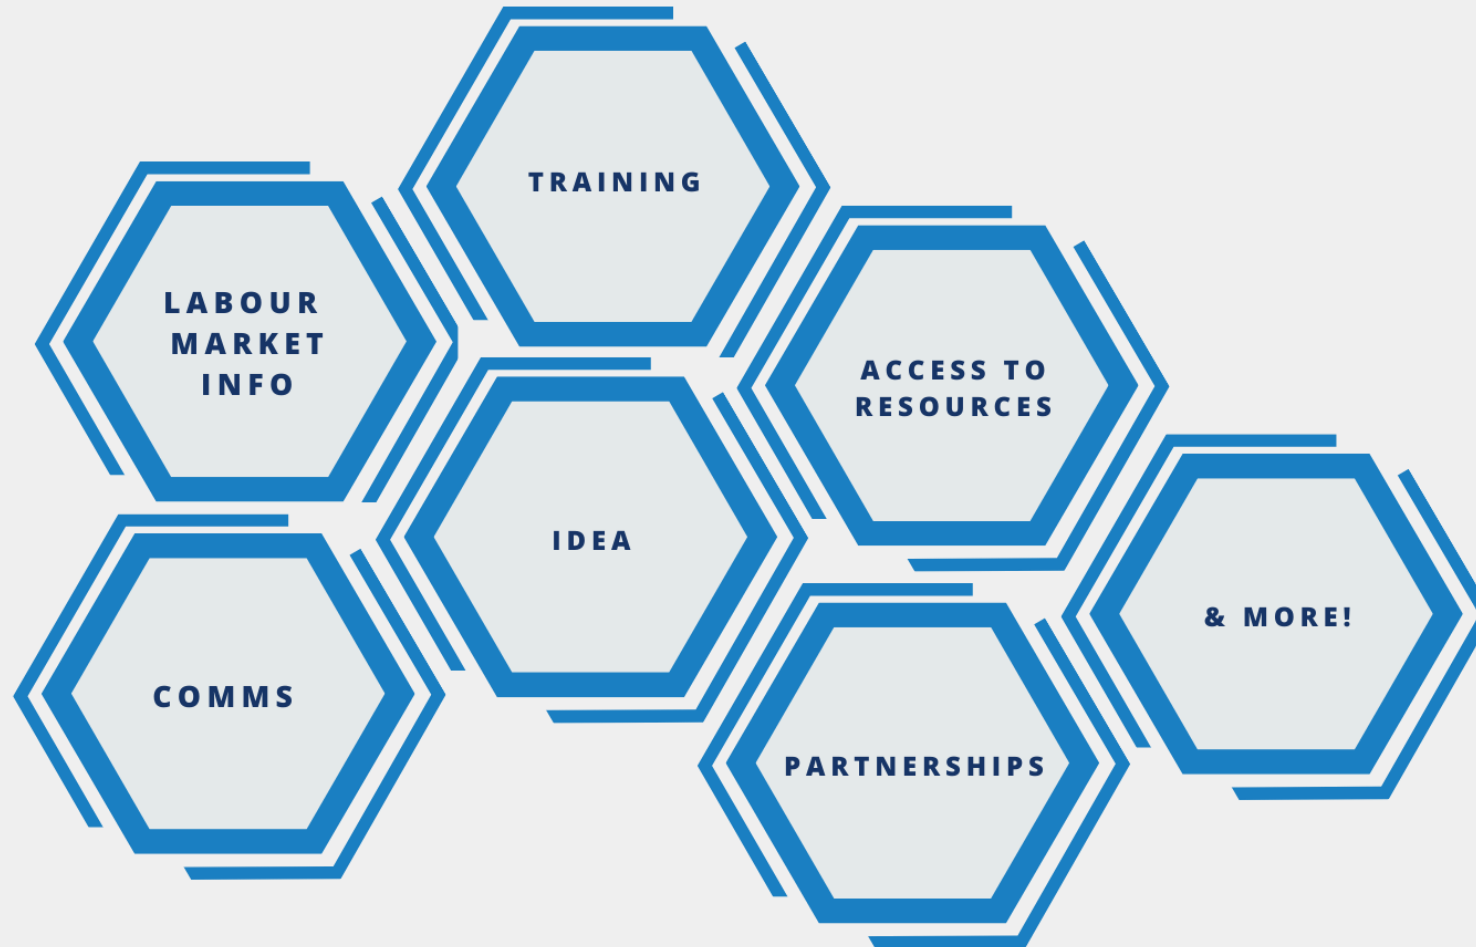 TRAINING
LABOUR
MARKET
INFO
ACCESS TO
RESOURCES
IDEA
& MORE!
COMMS
PARTNERSHIPS